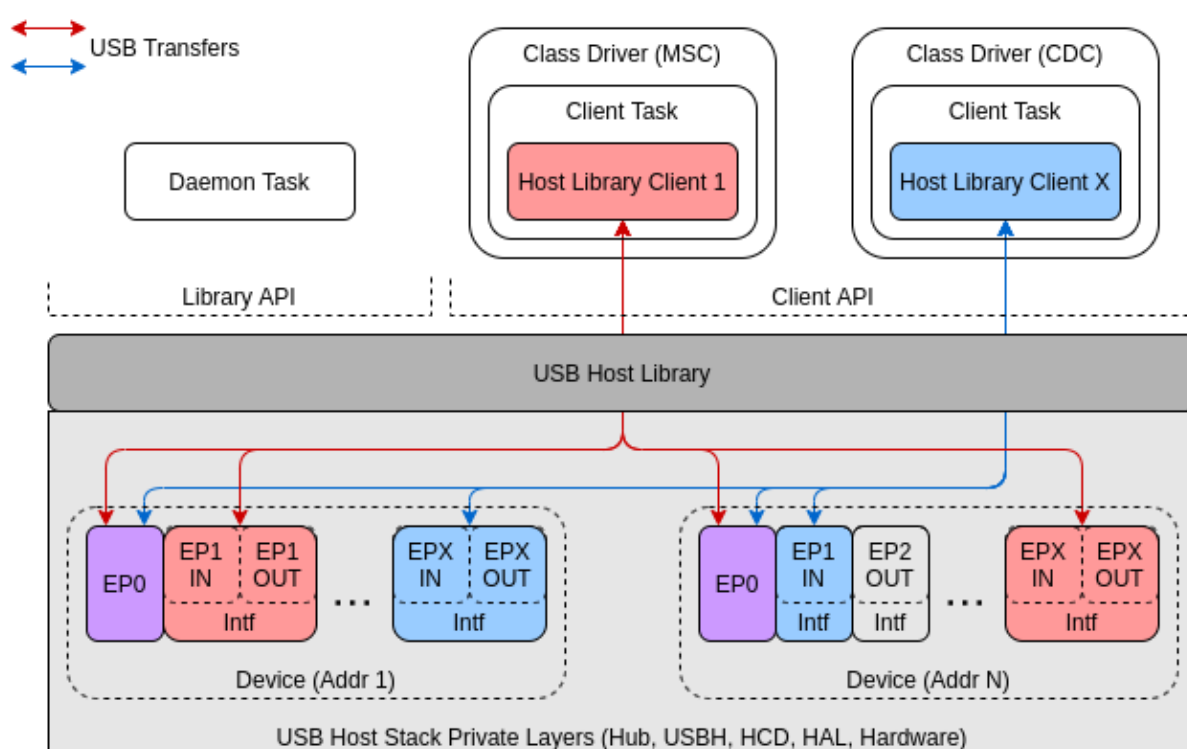 USB Transfers
Class Driver (MSC)
Class Driver (CDC)
Client Task
Client Task
Daemon Task
Host Library Client 1
Host Library Client X
Library API
Client API
USB Host Library
EP0
EP1
IN
EP1
OUT
...
EPX
IN
EPX
OUT
Intf
Intf
EP0
EP1
IN
EP2
OUT
...
EPX
IN
EPX
OUT
Intf
Intf
Intf
Device (Addr 1)
Device (Addr N)
USB Host Stack Private Layers (Hub, USBH, HCD, HAL, Hardware)